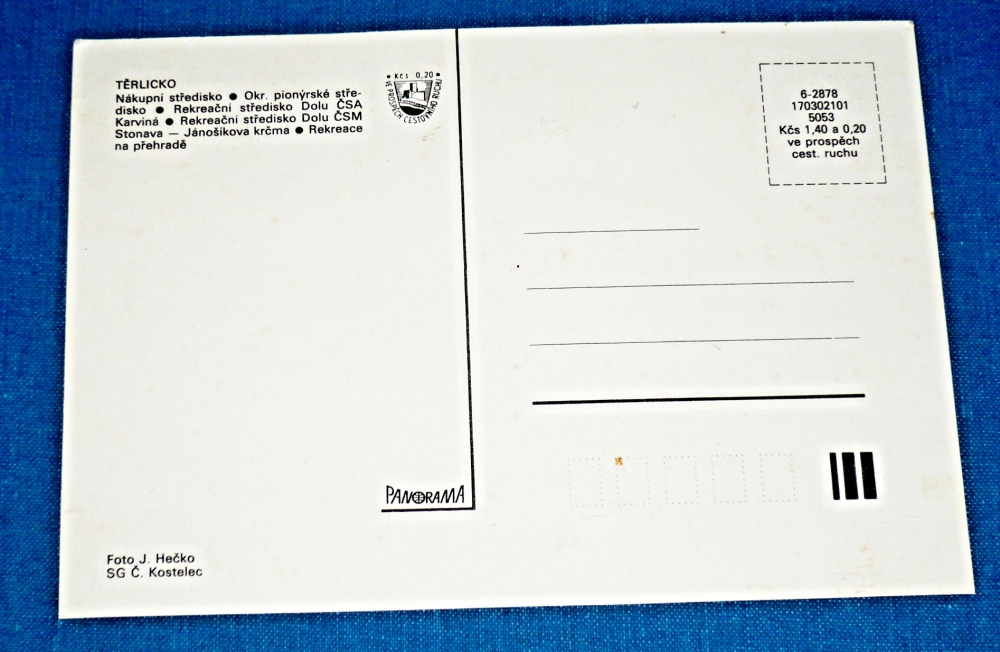 TĚRLICKO
Nákupní středisko ● Okr. pionýrské stře-
disko ● Rekreační středisko Dolu ČSA
Karviná ● Rekreační středisko Dolu ČSM
Stonava — Jánošíkova krčma ● Rekreace
na přehradě
Kčs 0,20
VE PROSPĚCH CESTOVNÍHO RUCHU
6-2878
170302101
5053
Kčs 1,40 a 0,20
ve prospěch
cest. ruchu
PANORAMA
Foto J. Hečko
SG Č. Kostelec